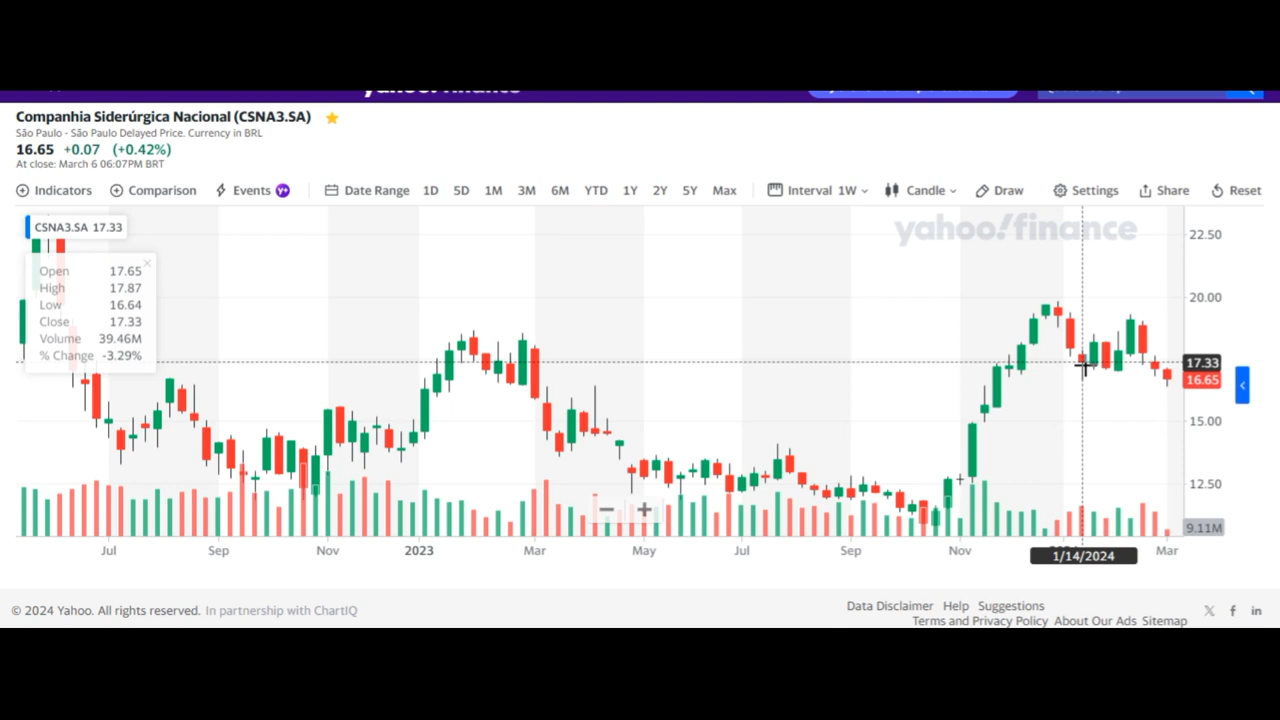 Companhia Siderúrgica Nacional (CSNA3.SA)
São Paulo - São Paulo Delayed Price. Currency in BRL
16.65 +0.07 (+0.42%)
At close: March 6 06:07PM BRT
Indicators Comparison Events Y+ Date Range 1D 5D 1M 3M 6M YTD 1Y 2Y 5Y Max Interval 1W Candle Draw Settings Share Reset
CSNA3.SA 17.33
yahoo!finance
Open 17.65
High 17.87
Low 16.64
Close 17.33
Volume 39.46M
% Change -3.29%
22.50
20.00
17.33
16.65
15.00
12.50
9.11M
Jul Sep Nov 2023 Mar May Jul Sep Nov Mar
1/14/2024
© 2024 Yahoo. All rights reserved. In partnership with ChartIQ
Data Disclaimer Help Suggestions
Terms and Privacy Policy About Our Ads Sitemap